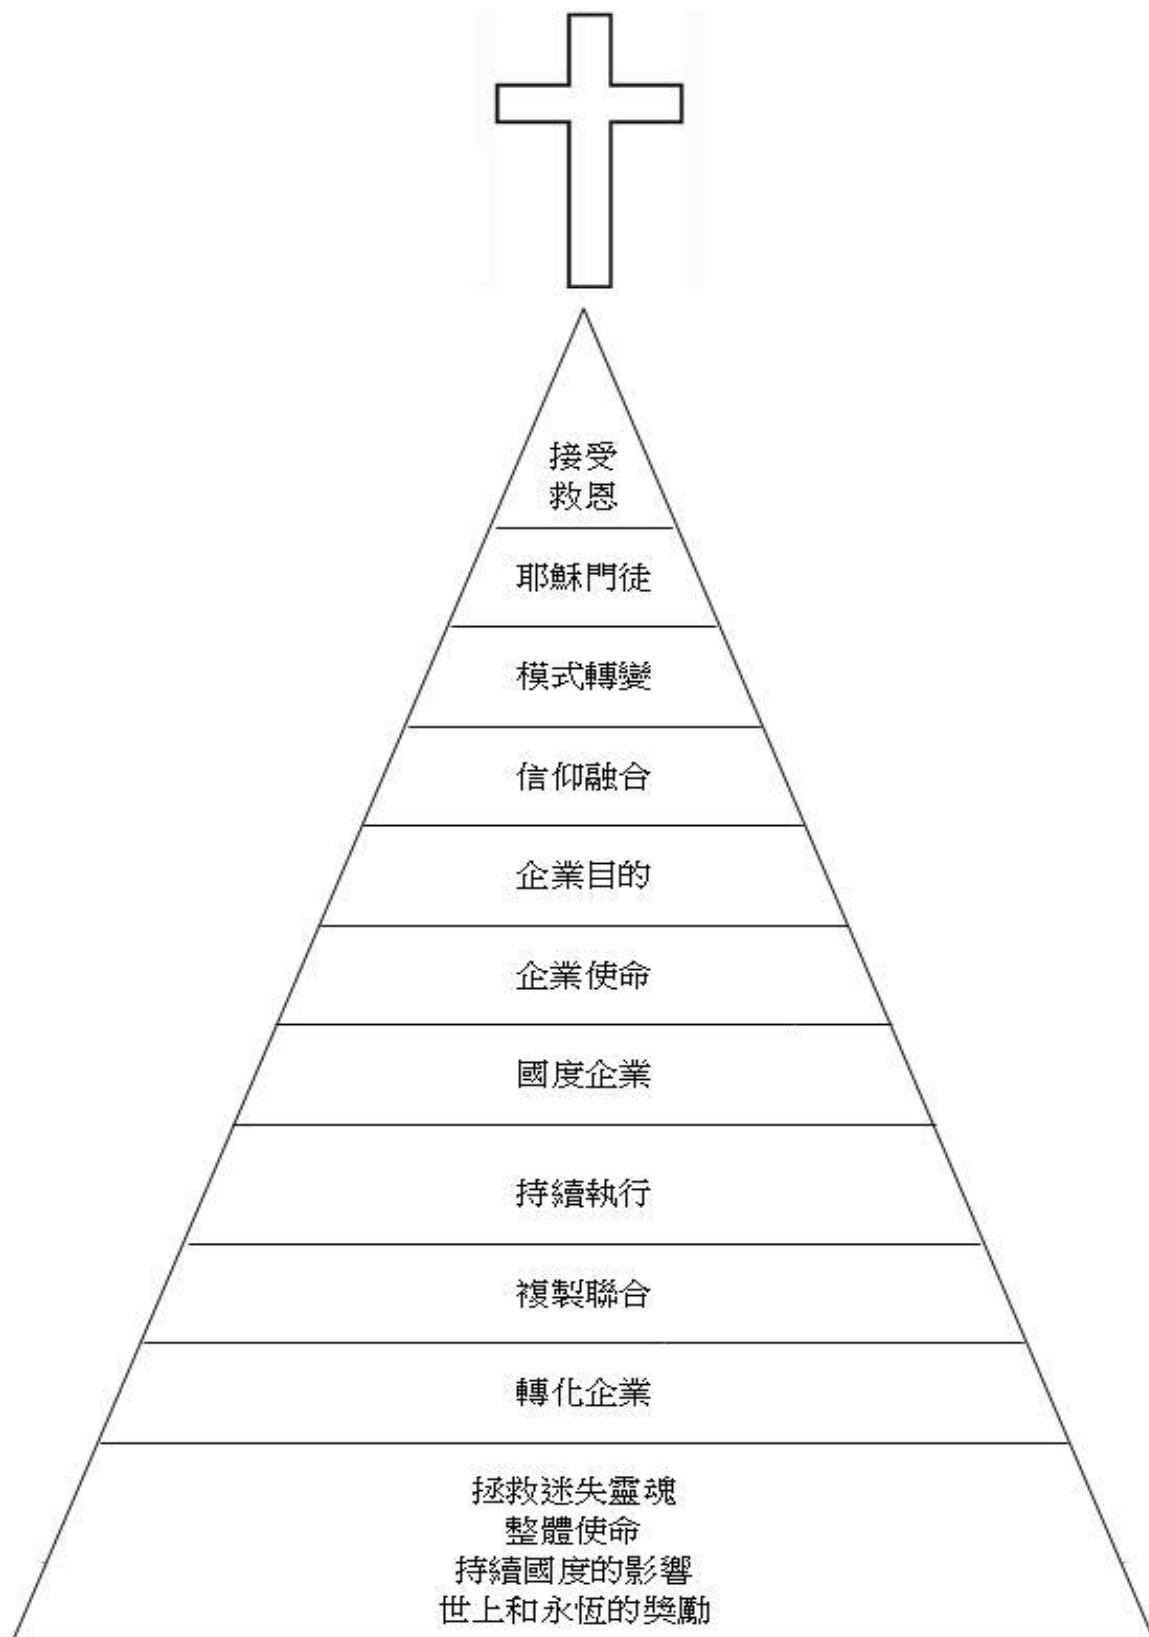 接受
救恩
耶穌門徒
模式轉變
信仰融合
企業目的
企業使命
國度企業
持續執行
複製聯合
轉化企業
拯救迷失靈魂
整體使命
持續國度的影響
世上和永恆的獎勵